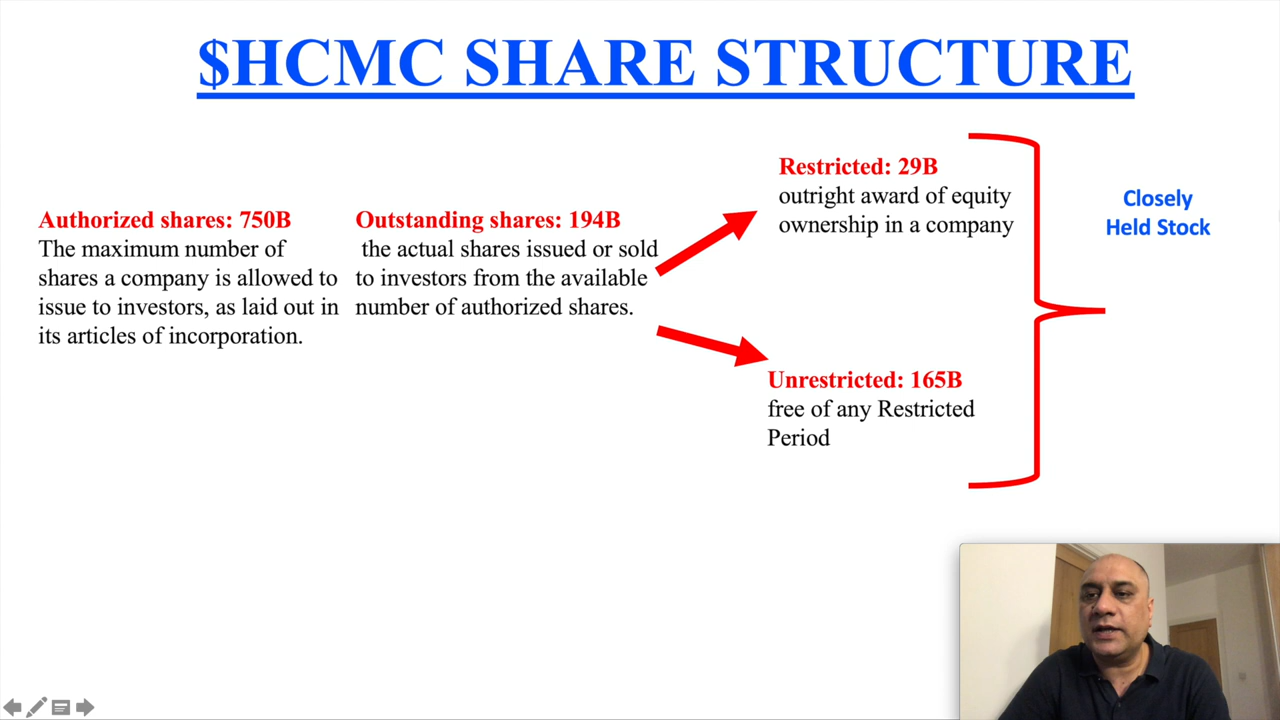 $HCMC SHARE STRUCTURE
Authorized shares: 750B
The maximum number of
shares a company is allowed to
issue to investors, as laid out in
its articles of incorporation.
Outstanding shares: 194B
the actual shares issued or sold
to investors from the available
number of authorized shares.
Restricted: 29B
outright award of equity
ownership in a company
Unrestricted: 165B
free of any Restricted
Period
Closely
Held Stock